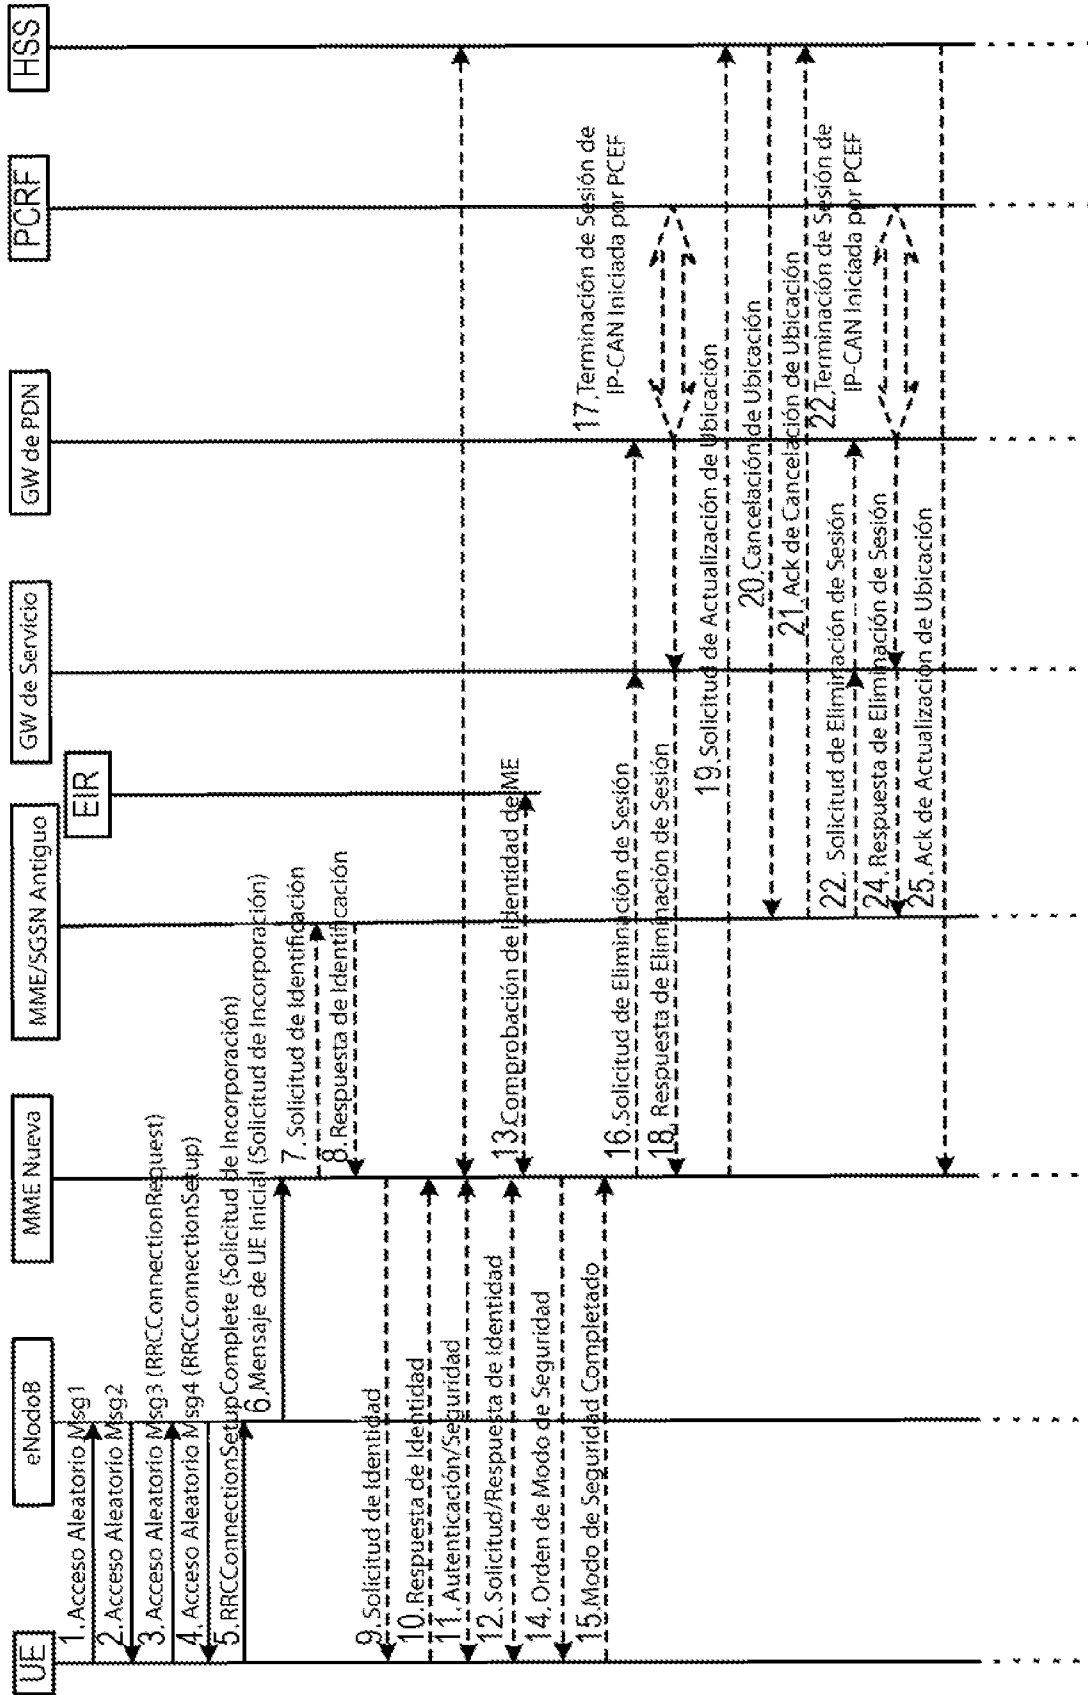 UE
eNodoB
MME Nueva
MME/SGSN Antiguo
EIR
GW de Servicio
GW de PDN
PCRF
HSS
1. Acceso Aleatorio Msg1
2. Acceso Aleatorio Msg2
3. Acceso Aleatorio Msg3 (RRCConnectionRequest)
4. Acceso Aleatorio Msg4 (RRCConnectionSetup)
5. RRCConnectionSetupComplete (Solicitud de Incorporación)
6. Mensaje de UE Inicial (Solicitud de Incorporación)
7. Solicitud de Identificación
8. Respuesta de Identificación
9. Solicitud de Identidad
10. Respuesta de Identidad
11. Autenticación/Seguridad
12. Solicitud/Respuesta de Identidad
13. Comprobación de Identidad de ME
14. Orden de Modo de Seguridad
15. Modo de Seguridad Completado
16. Solicitud de Eliminación de Sesión
17. Terminación de Sesión de
IP-CAN Iniciada por PCEF
18. Respuesta de Eliminación de Sesión
19. Solicitud de Actualización de Ubicación
20. Cancelación de Ubicación
21. Ack de Cancelación de Ubicación
22. Solicitud de Eliminación de Sesión
22. Terminación de Sesión de
IP-CAN Iniciada por PCEF
24. Respuesta de Eliminación de Sesión
25. Ack de Actualización de Ubicación